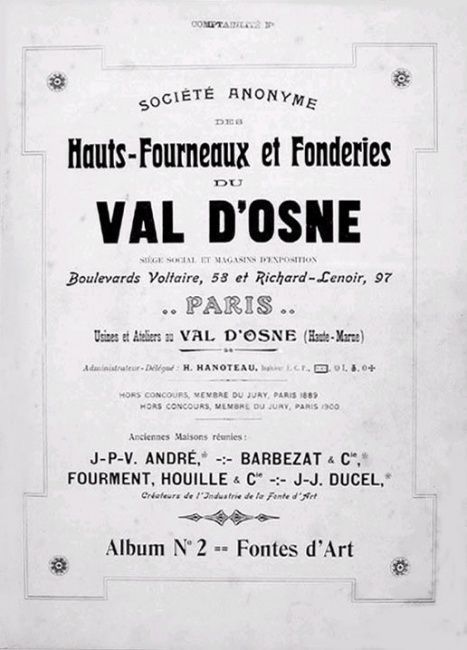 COMPTABILITÉ No
SOCIÉTÉ ANONYME
DES
Hauts-Fourneaux et Fonderies
DU
VAL D'OSNE
SIÈGE SOCIAL ET MAGASINS D'EXPOSITION
Boulevards Voltaire, 58 et Richard-Lenoir, 97
.. PARIS ..
Usines et Ateliers au VAL D'OSNE (Haute-Marne)
Administrateur-Délégué : H. HANOTEAU, Ingénieur E. C. P.,
HORS CONCOURS, MEMBRE DU JURY, PARIS 1889
HORS CONCOURS, MEMBRE DU JURY, PARIS 1900
Anciennes Maisons réunies :
J-P-V. ANDRÉ,* -:- BARBEZAT & Cie,*
FOURMENT, HOUILLE & Cie -:- J-J. DUCEL,*
Créateurs de l'Industrie de la Fonte d'Art
Album No 2 == Fontes d'Art